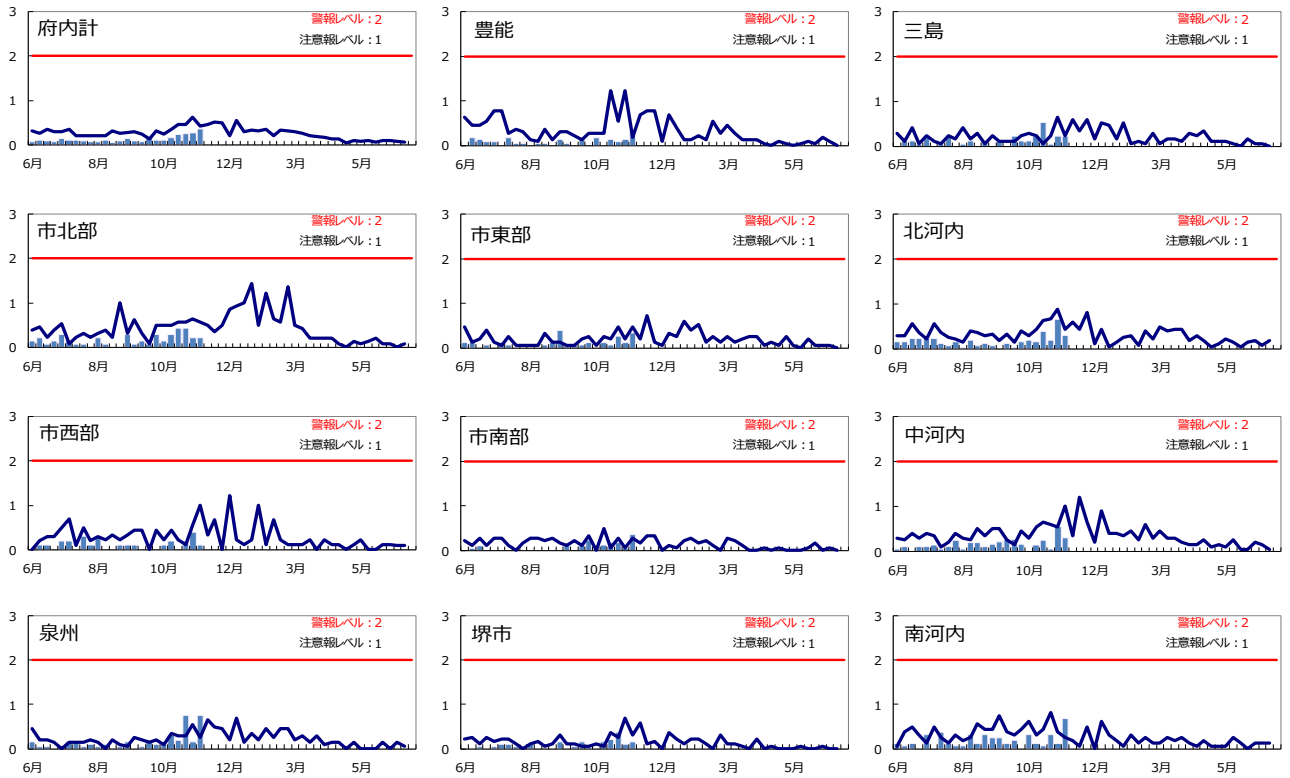 府内計
警報レベル：2
注意報レベル：1
3
2
1
0
6月 8月 10月 12月 3月 5月
豊能
警報レベル：2
注意報レベル：1
3
2
1
0
6月 8月 10月 12月 3月 5月
三島
警報レベル：2
注意報レベル：1
3
2
1
0
6月 8月 10月 12月 3月 5月
市北部
警報レベル：2
注意報レベル：1
3
2
1
0
6月 8月 10月 12月 3月 5月
市東部
警報レベル：2
注意報レベル：1
3
2
1
0
6月 8月 10月 12月 3月 5月
北河内
警報レベル：2
注意報レベル：1
3
2
1
0
6月 8月 10月 12月 3月 5月
市西部
警報レベル：2
注意報レベル：1
3
2
1
0
6月 8月 10月 12月 3月 5月
市南部
警報レベル：2
注意報レベル：1
3
2
1
0
6月 8月 10月 12月 3月 5月
中河内
警報レベル：2
注意報レベル：1
3
2
1
0
6月 8月 10月 12月 3月 5月
泉州
警報レベル：2
注意報レベル：1
3
2
1
0
6月 8月 10月 12月 3月 5月
堺市
警報レベル：2
注意報レベル：1
3
2
1
0
6月 8月 10月 12月 3月 5月
南河内
警報レベル：2
注意報レベル：1
3
2
1
0
6月 8月 10月 12月 3月 5月